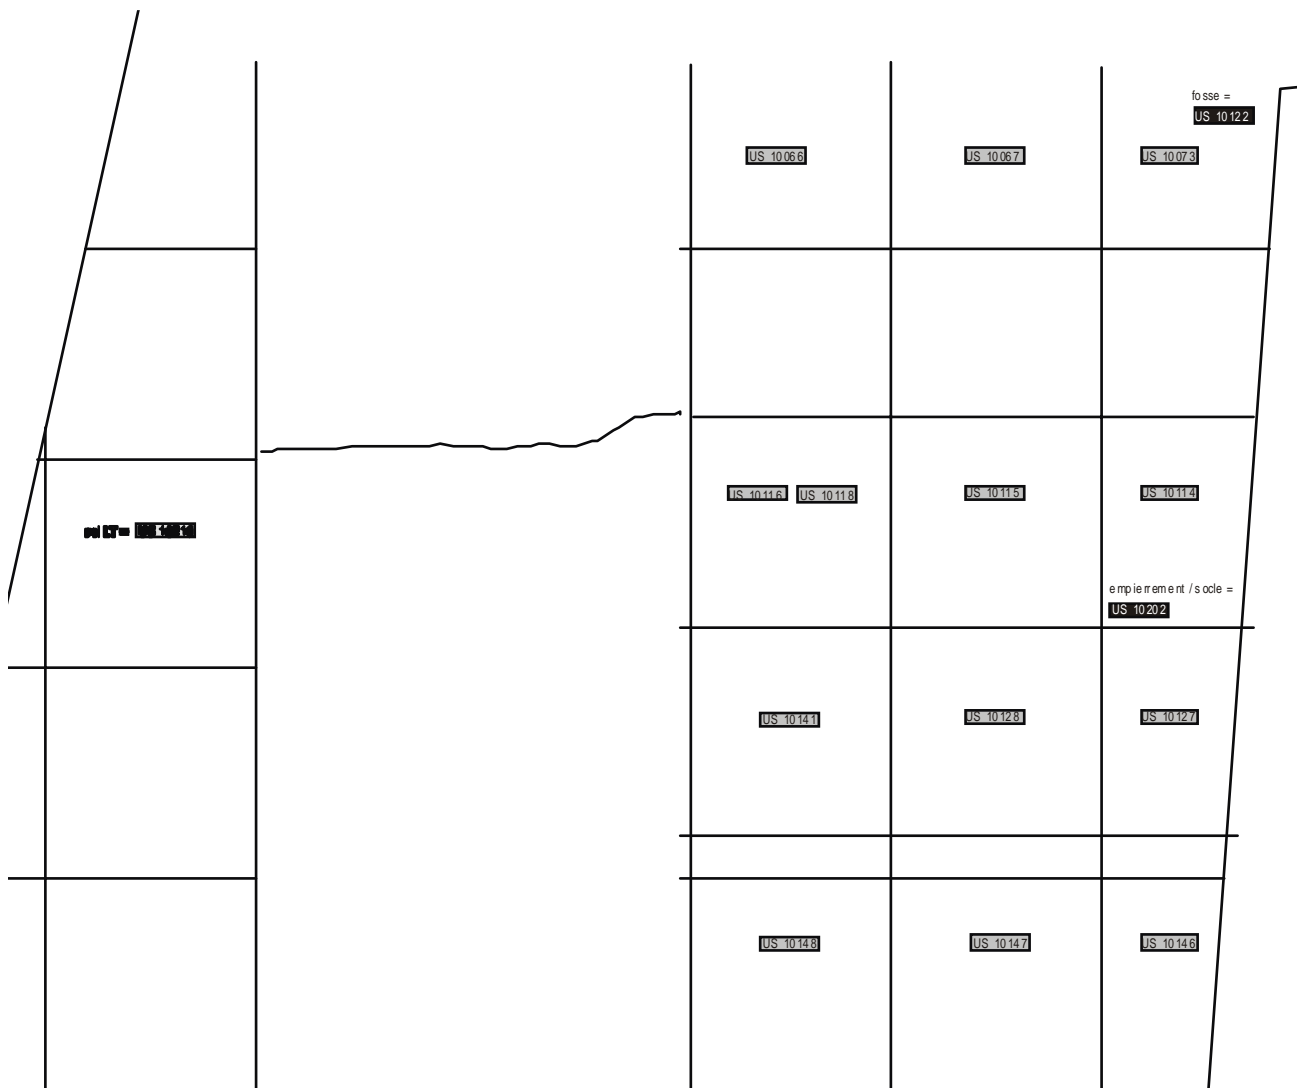 fosse =
US 10122
US 10066
US 10067
US 10073
US 10116
US 10118
US 10115
US 10114
empierrement / socle =
US 10202
US 10141
US 10128
US 10127
US 10148
US 10147
US 10146